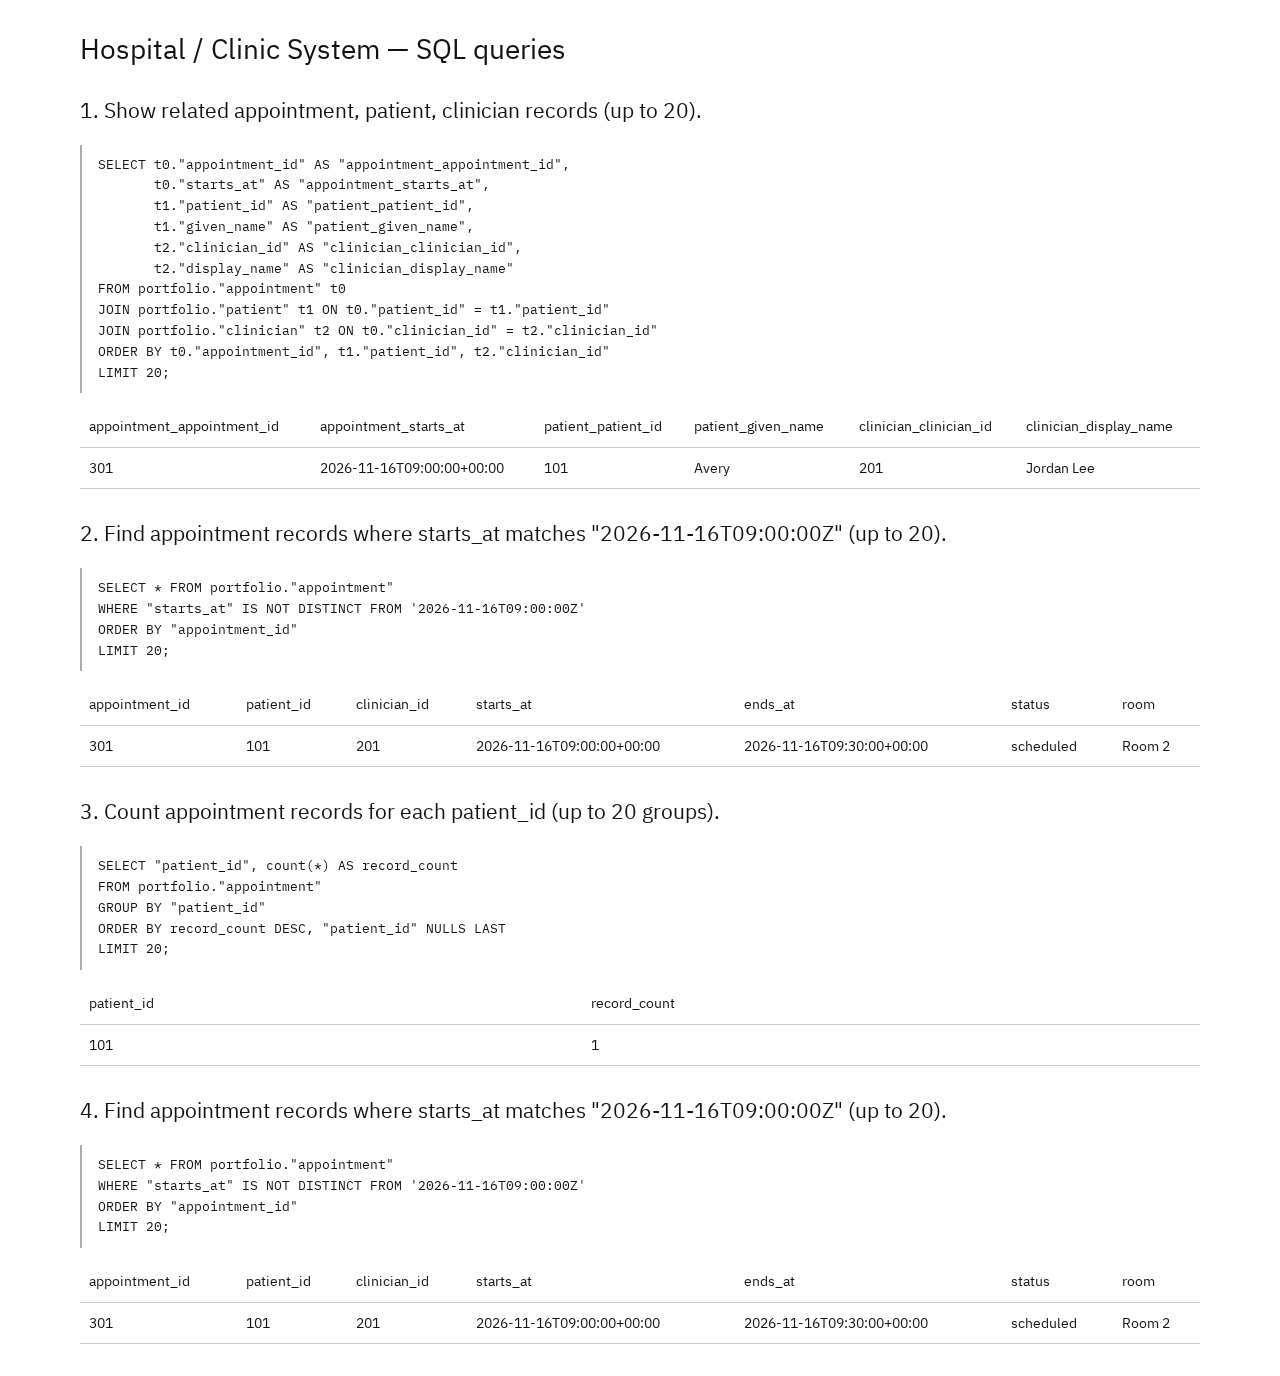 Hospital / Clinic System — SQL queries
1. Show related appointment, patient, clinician records (up to 20).
SELECT t0."appointment_id" AS "appointment_appointment_id",
       t0."starts_at" AS "appointment_starts_at",
       t1."patient_id" AS "patient_patient_id",
       t1."given_name" AS "patient_given_name",
       t2."clinician_id" AS "clinician_clinician_id",
       t2."display_name" AS "clinician_display_name"
FROM portfolio."appointment" t0
JOIN portfolio."patient" t1 ON t0."patient_id" = t1."patient_id"
JOIN portfolio."clinician" t2 ON t0."clinician_id" = t2."clinician_id"
ORDER BY t0."appointment_id", t1."patient_id", t2."clinician_id"
LIMIT 20;
appointment_appointment_id appointment_starts_at patient_patient_id patient_given_name clinician_clinician_id clinician_display_name
301 2026-11-16T09:00:00+00:00 101 Avery 201 Jordan Lee
2. Find appointment records where starts_at matches "2026-11-16T09:00:00Z" (up to 20).
SELECT * FROM portfolio."appointment"
WHERE "starts_at" IS NOT DISTINCT FROM '2026-11-16T09:00:00Z'
ORDER BY "appointment_id"
LIMIT 20;
appointment_id patient_id clinician_id starts_at ends_at status room
301 101 201 2026-11-16T09:00:00+00:00 2026-11-16T09:30:00+00:00 scheduled Room 2
3. Count appointment records for each patient_id (up to 20 groups).
SELECT "patient_id", count(*) AS record_count
FROM portfolio."appointment"
GROUP BY "patient_id"
ORDER BY record_count DESC, "patient_id" NULLS LAST
LIMIT 20;
patient_id record_count
101 1
4. Find appointment records where starts_at matches "2026-11-16T09:00:00Z" (up to 20).
SELECT * FROM portfolio."appointment"
WHERE "starts_at" IS NOT DISTINCT FROM '2026-11-16T09:00:00Z'
ORDER BY "appointment_id"
LIMIT 20;
appointment_id patient_id clinician_id starts_at ends_at status room
301 101 201 2026-11-16T09:00:00+00:00 2026-11-16T09:30:00+00:00 scheduled Room 2